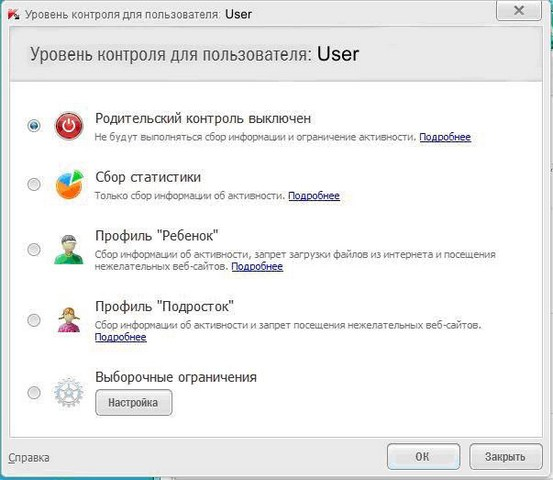 Уровень контроля для пользователя: User
Уровень контроля для пользователя: User
Родительский контроль выключен
Не будут выполняться сбор информации и ограничение активности. Подробнее
Сбор статистики
Только сбор информации об активности. Подробнее
Профиль "Ребенок"
Сбор информации об активности, запрет загрузки файлов из интернета и посещения
нежелательных веб-сайтов. Подробнее
Профиль "Подросток"
Сбор информации об активности и запрет посещения нежелательных веб-сайтов.
Подробнее
Выборочные ограничения
Настройка
Справка
ОК
Закрыть